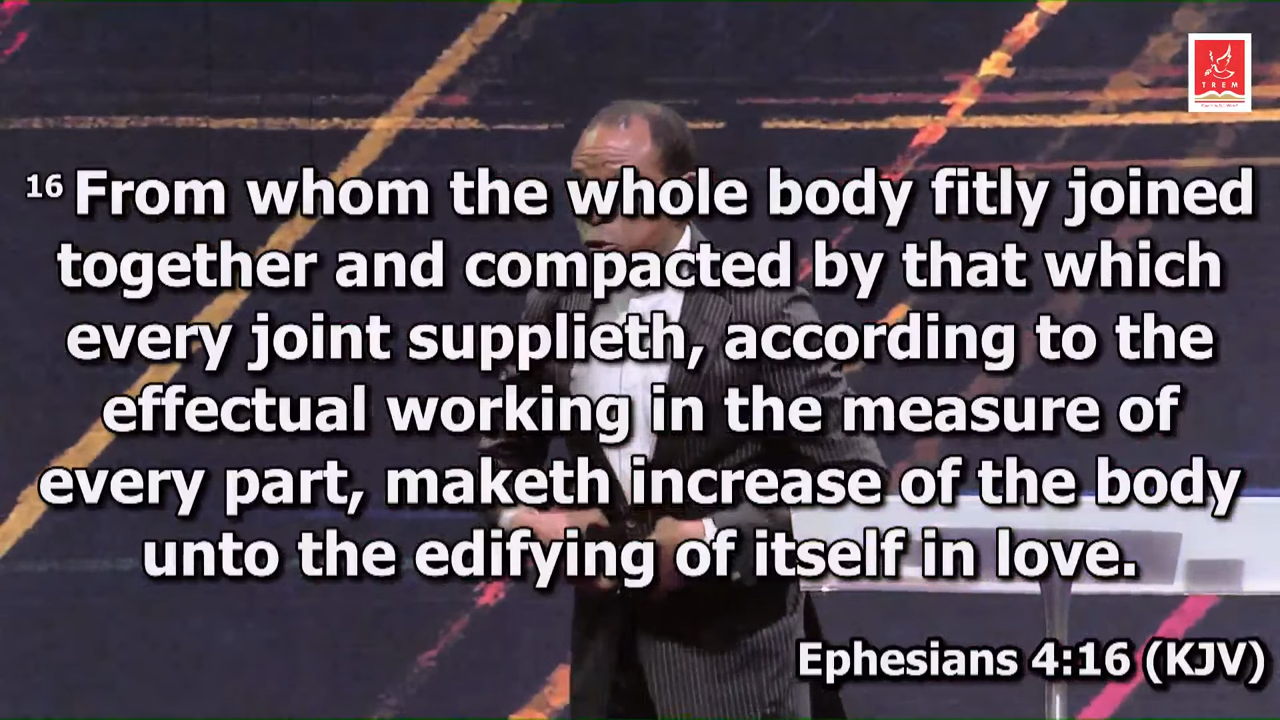 TREM
16 From whom the whole body fitly joined
together and compacted by that which
every joint supplieth, according to the
effectual working in the measure of
every part, maketh increase of the body
unto the edifying of itself in love.
Ephesians 4:16 (KJV)